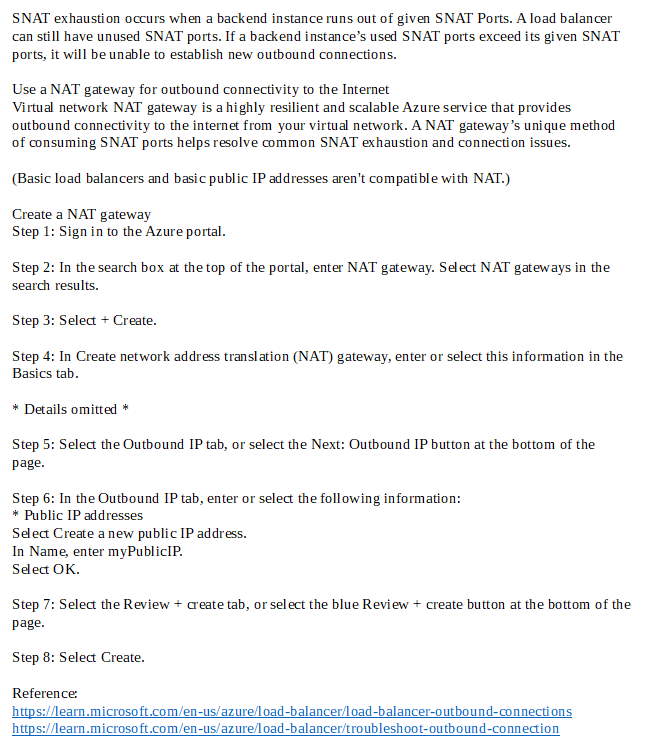 SNAT exhaustion occurs when a backend instance runs out of given SNAT Ports. A load balancer
can still have unused SNAT ports. If a backend instance’s used SNAT ports exceed its given SNAT
ports, it will be unable to establish new outbound connections.
Use a NAT gateway for outbound connectivity to the Internet
Virtual network NAT gateway is a highly resilient and scalable Azure service that provides
outbound connectivity to the internet from your virtual network. A NAT gateway’s unique method
of consuming SNAT ports helps resolve common SNAT exhaustion and connection issues.
(Basic load balancers and basic public IP addresses aren't compatible with NAT.)
Create a NAT gateway
Step 1: Sign in to the Azure portal.
Step 2: In the search box at the top of the portal, enter NAT gateway. Select NAT gateways in the
search results.
Step 3: Select + Create.
Step 4: In Create network address translation (NAT) gateway, enter or select this information in the
Basics tab.
* Details omitted *
Step 5: Select the Outbound IP tab, or select the Next: Outbound IP button at the bottom of the
page.
Step 6: In the Outbound IP tab, enter or select the following information:
* Public IP addresses
Select Create a new public IP address.
In Name, enter myPublicIP.
Select OK.
Step 7: Select the Review + create tab, or select the blue Review + create button at the bottom of the
page.
Step 8: Select Create.
Reference:
https://learn.microsoft.com/en-us/azure/load-balancer/load-balancer-outbound-connections
https://learn.microsoft.com/en-us/azure/load-balancer/troubleshoot-outbound-connection